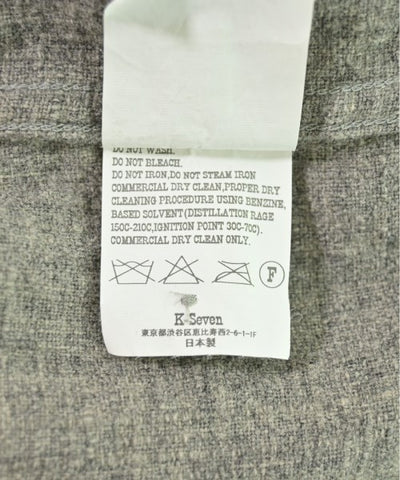 DO NOT WASH.
DO NOT BLEACH.
DO NOT IRON,DO NOT STEAM IRON
COMMERCIAL DRY CLEAN,PROPER DRY
CLEANING PROCEDURE USING BENZINE,
BASED SOLVENT(DISTILLATION RAGE
150C-210C,IGNITION POINT 30C-70C).
COMMERCIAL DRY CLEAN ONLY.
F
K-Seven
東京都渋谷区恵比寿西2-6-1-1F
日本製